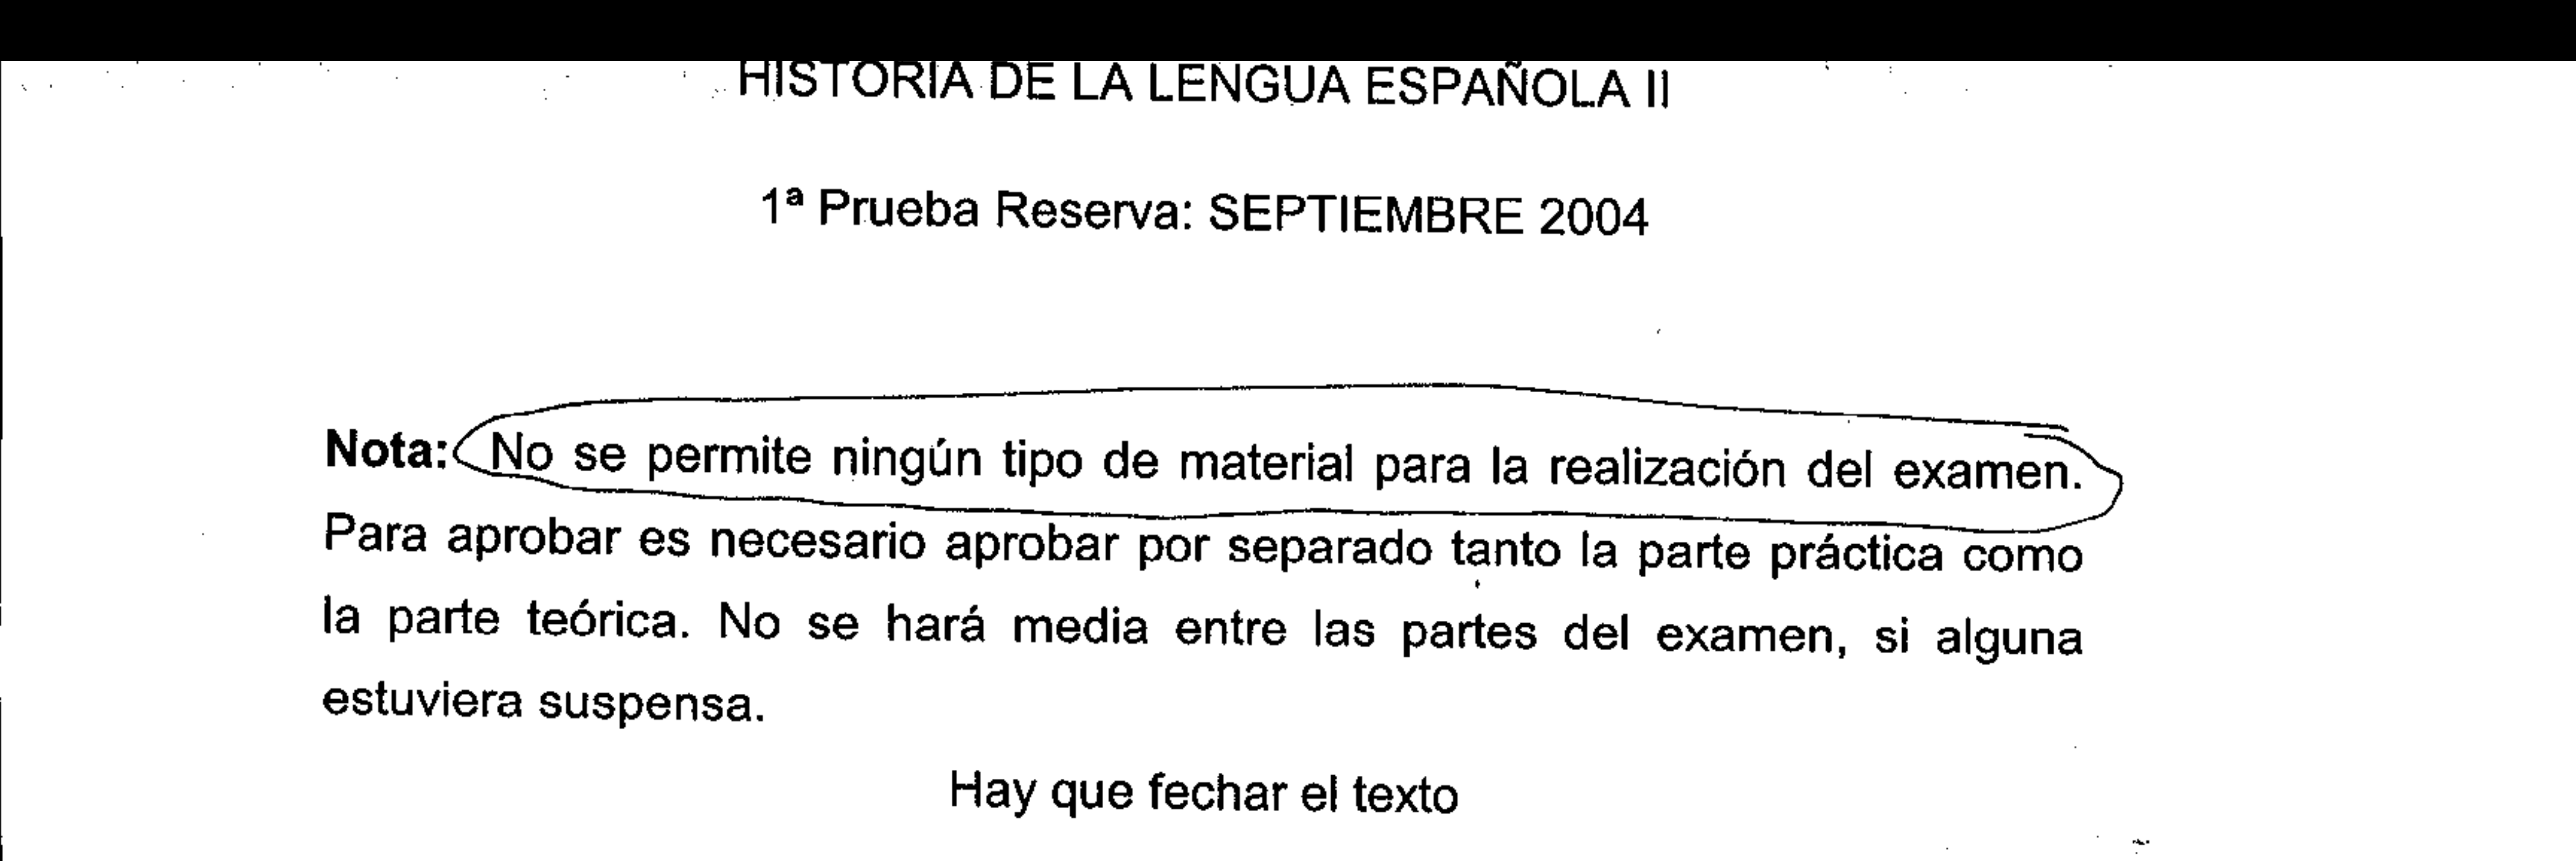 HISTORIA DE LA LENGUA ESPAÑOLA II
1ª Prueba Reserva: SEPTIEMBRE 2004
Nota: No se permite ningún tipo de material para la realización del examen.
Para aprobar es necesario aprobar por separado tanto la parte práctica como
la parte teórica. No se hará media entre las partes del examen, si alguna
estuviera suspensa.
Hay que fechar el texto